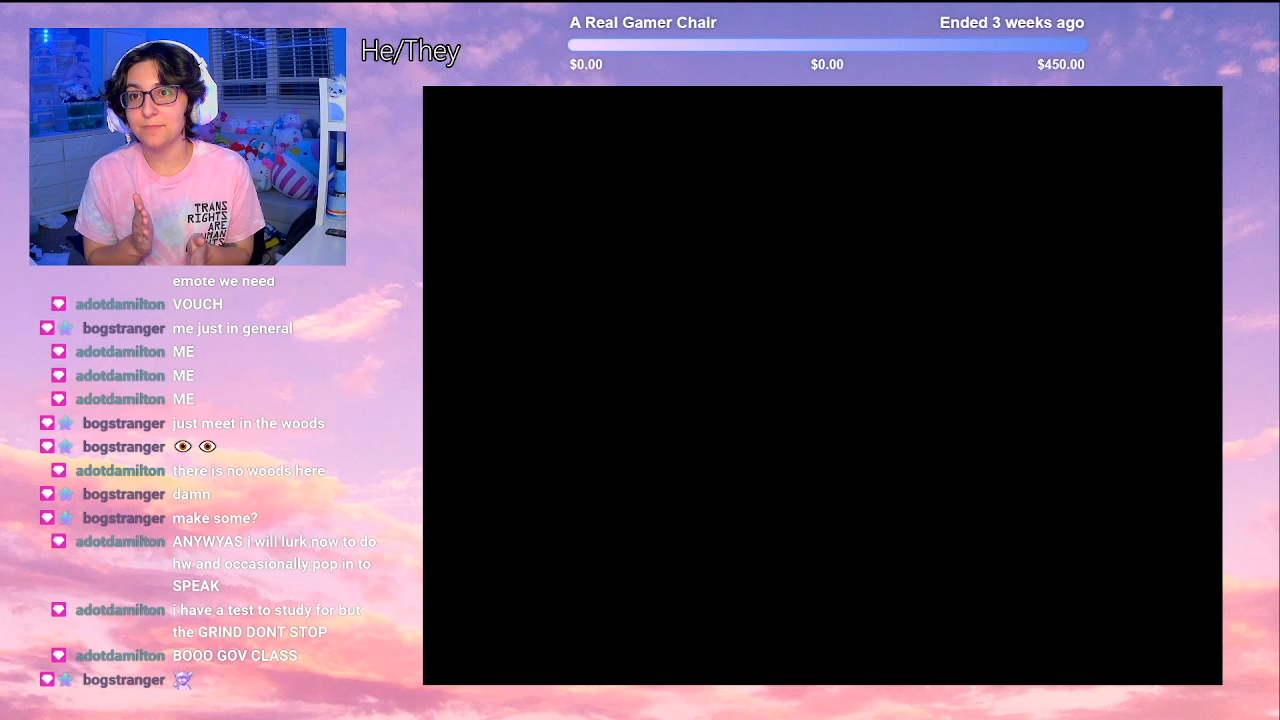 A Real Gamer Chair
Ended 3 weeks ago
He/They
$0.00
$0.00
$450.00
TRANS
RIGHTS
ARE
emote we need
adotdamilton VOUCH
bogstranger me just in general
adotdamilton ME
adotdamilton ME
adotdamilton ME
bogstranger just meet in the woods
bogstranger 👁️ 👁️
adotdamilton there is no woods here
bogstranger damn
bogstranger make some?
adotdamilton ANYWYAS i will lurk now to do
hw and occasionally pop in to
SPEAK
adotdamilton i have a test to study for but
the GRIND DONT STOP
adotdamilton BOOO GOV CLASS
bogstranger